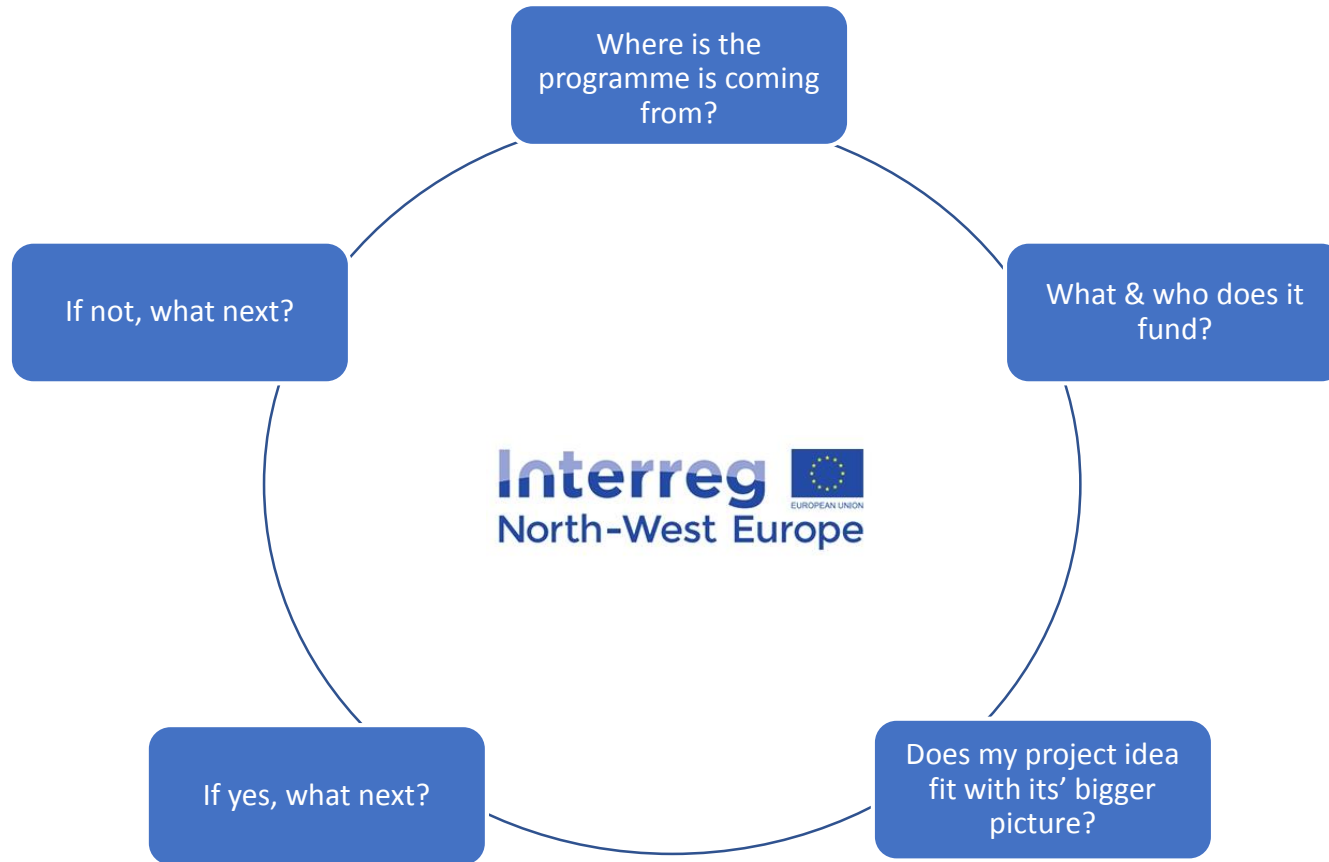 Where is the
programme is coming
from?
What & who does it
fund?
Does my project idea
fit with its’ bigger
picture?
If yes, what next?
If not, what next?
Interreg
EUROPEAN UNION
North-West Europe